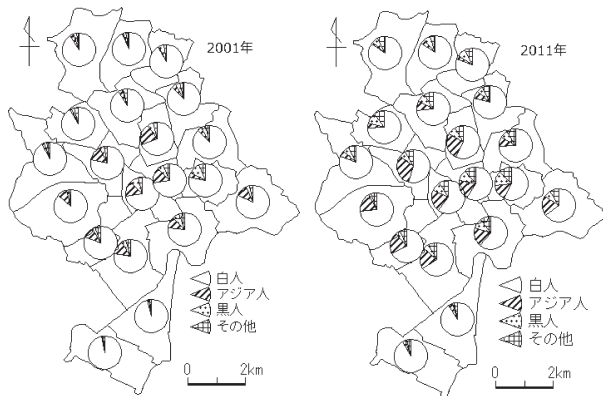 2001年
白人
アジア人
黒人
その他
0 2km
2011年
白人
アジア人
黒人
その他
0 2km